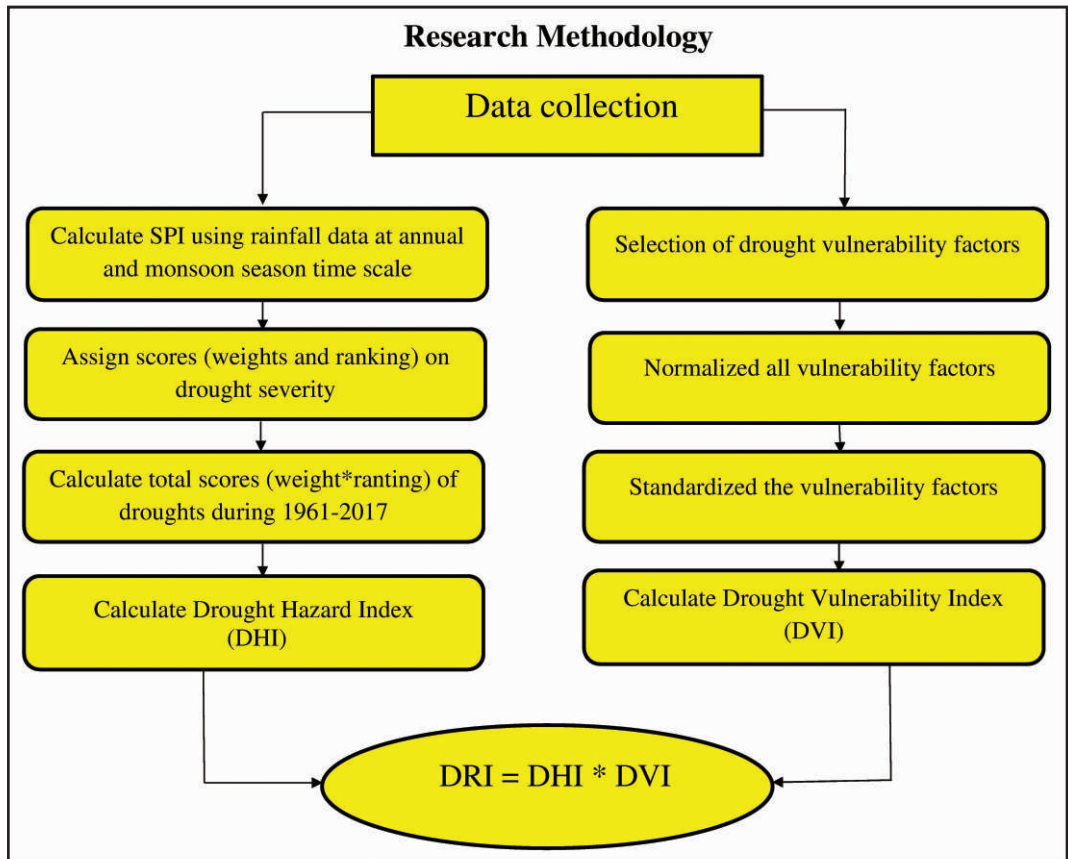 Research Methodology
Data collection
Calculate SPI using rainfall data at annual
and monsoon season time scale
Assign scores (weights and ranking) on
drought severity
Calculate total scores (weight*ranting) of
droughts during 1961-2017
Calculate Drought Hazard Index
(DHI)
Selection of drought vulnerability factors
Normalized all vulnerability factors
Standardized the vulnerability factors
Calculate Drought Vulnerability Index
(DVI)
DRI = DHI * DVI